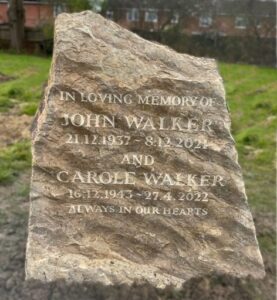 IN LOVING MEMORY OF
JOHN WALKER
21.12.1937 - 8.12.2021
AND
CAROLE WALKER
16.12.1943 - 27.4.2022
ALWAYS IN OUR HEARTS